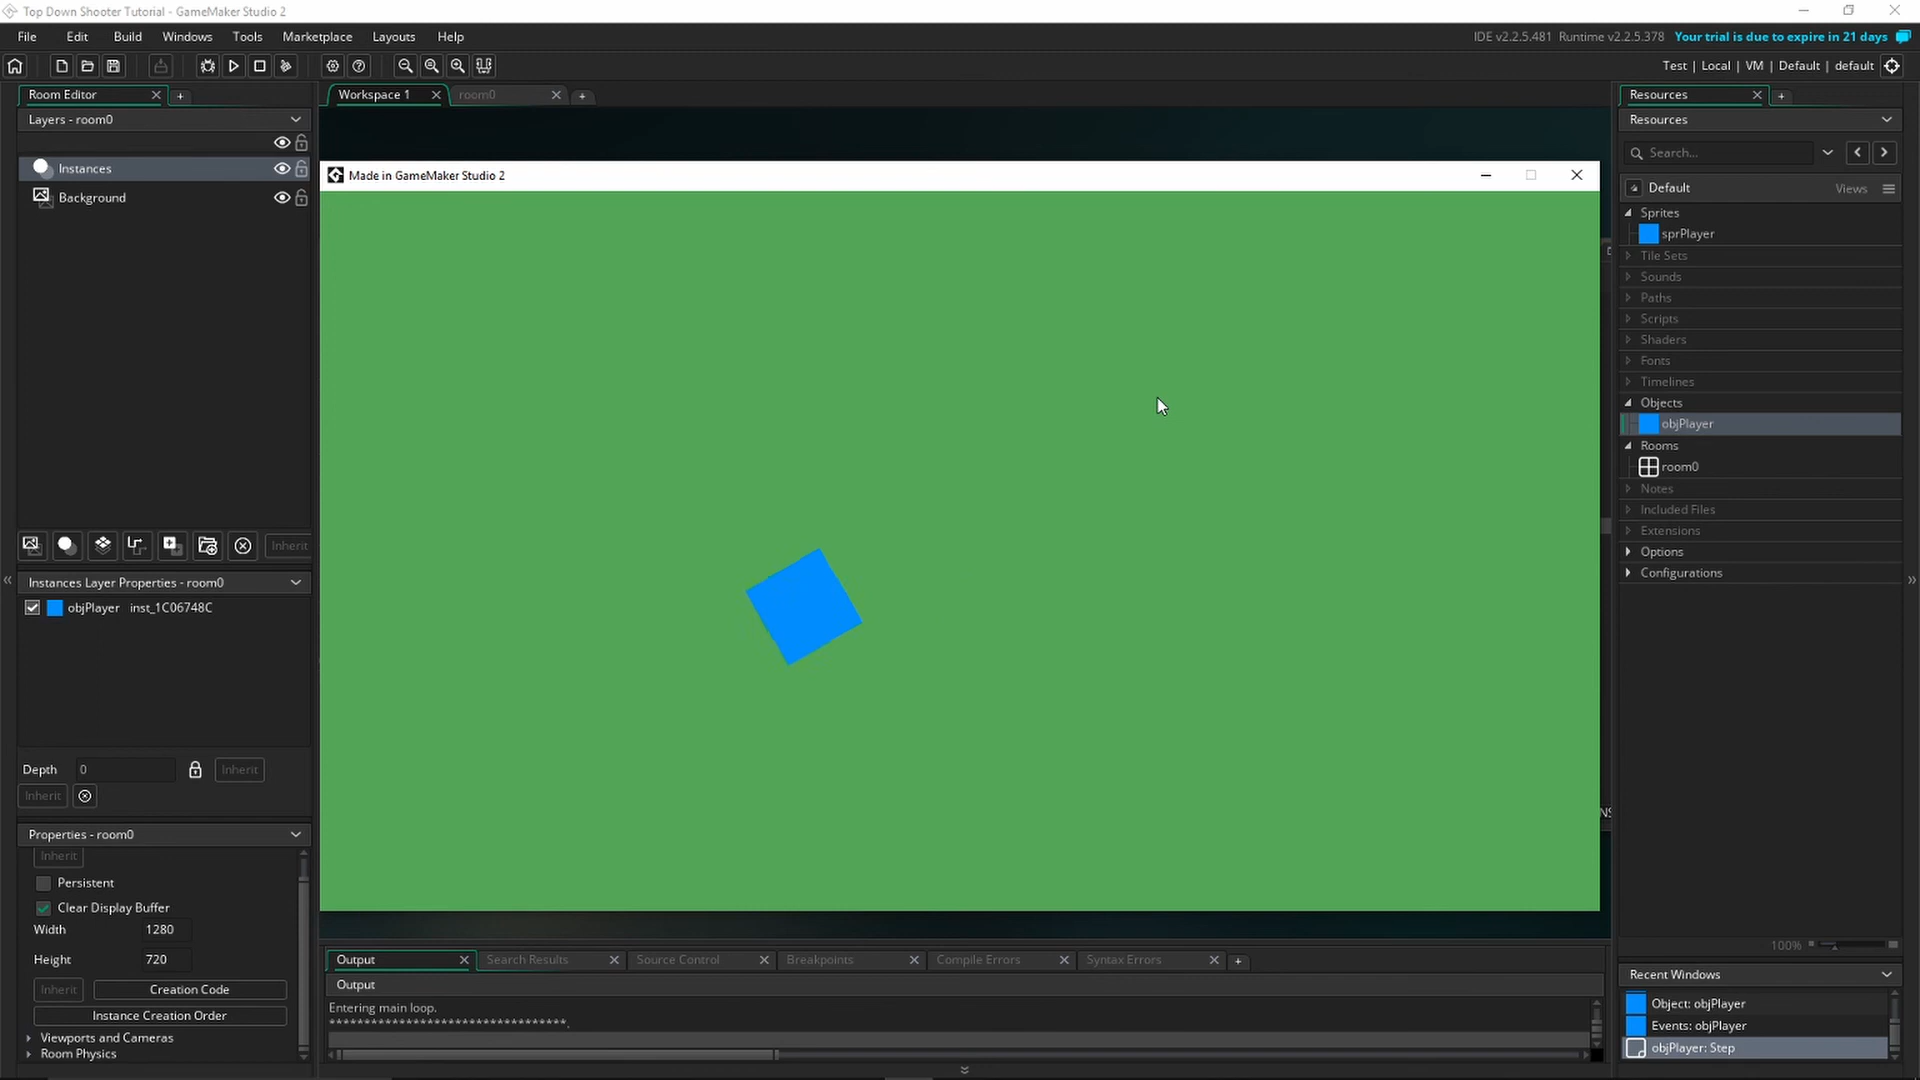 Top Down Shooter Tutorial - GameMaker Studio 2
File Edit Build Windows Tools Marketplace Layouts Help
IDE v2.2.5.481 Runtime v2.2.5.378 Your trial is due to expire in 21 days
Test | Local | VM | Default | default
Room Editor
Workspace 1
room0
Resources
Layers - room0
Resources
Search...
Instances
Background
Made in GameMaker Studio 2
Default
Views
Sprites
sprPlayer
Tile Sets
Sounds
Paths
Scripts
Shaders
Fonts
Timelines
Objects
objPlayer
Rooms
room0
Notes
Included Files
Extensions
Options
Configurations
Inherit
Instances Layer Properties - room0
objPlayer inst_1C06748C
Depth 0 Inherit
Inherit
Properties - room0
Inherit
Persistent
Clear Display Buffer
Width 1280
Height 720
Inherit Creation Code
Instance Creation Order
Viewports and Cameras
Room Physics
100%
Output
Search Results
Source Control
Breakpoints
Compile Errors
Syntax Errors
Output
Entering main loop.
**********************************.
Recent Windows
Object: objPlayer
Events: objPlayer
objPlayer: Step